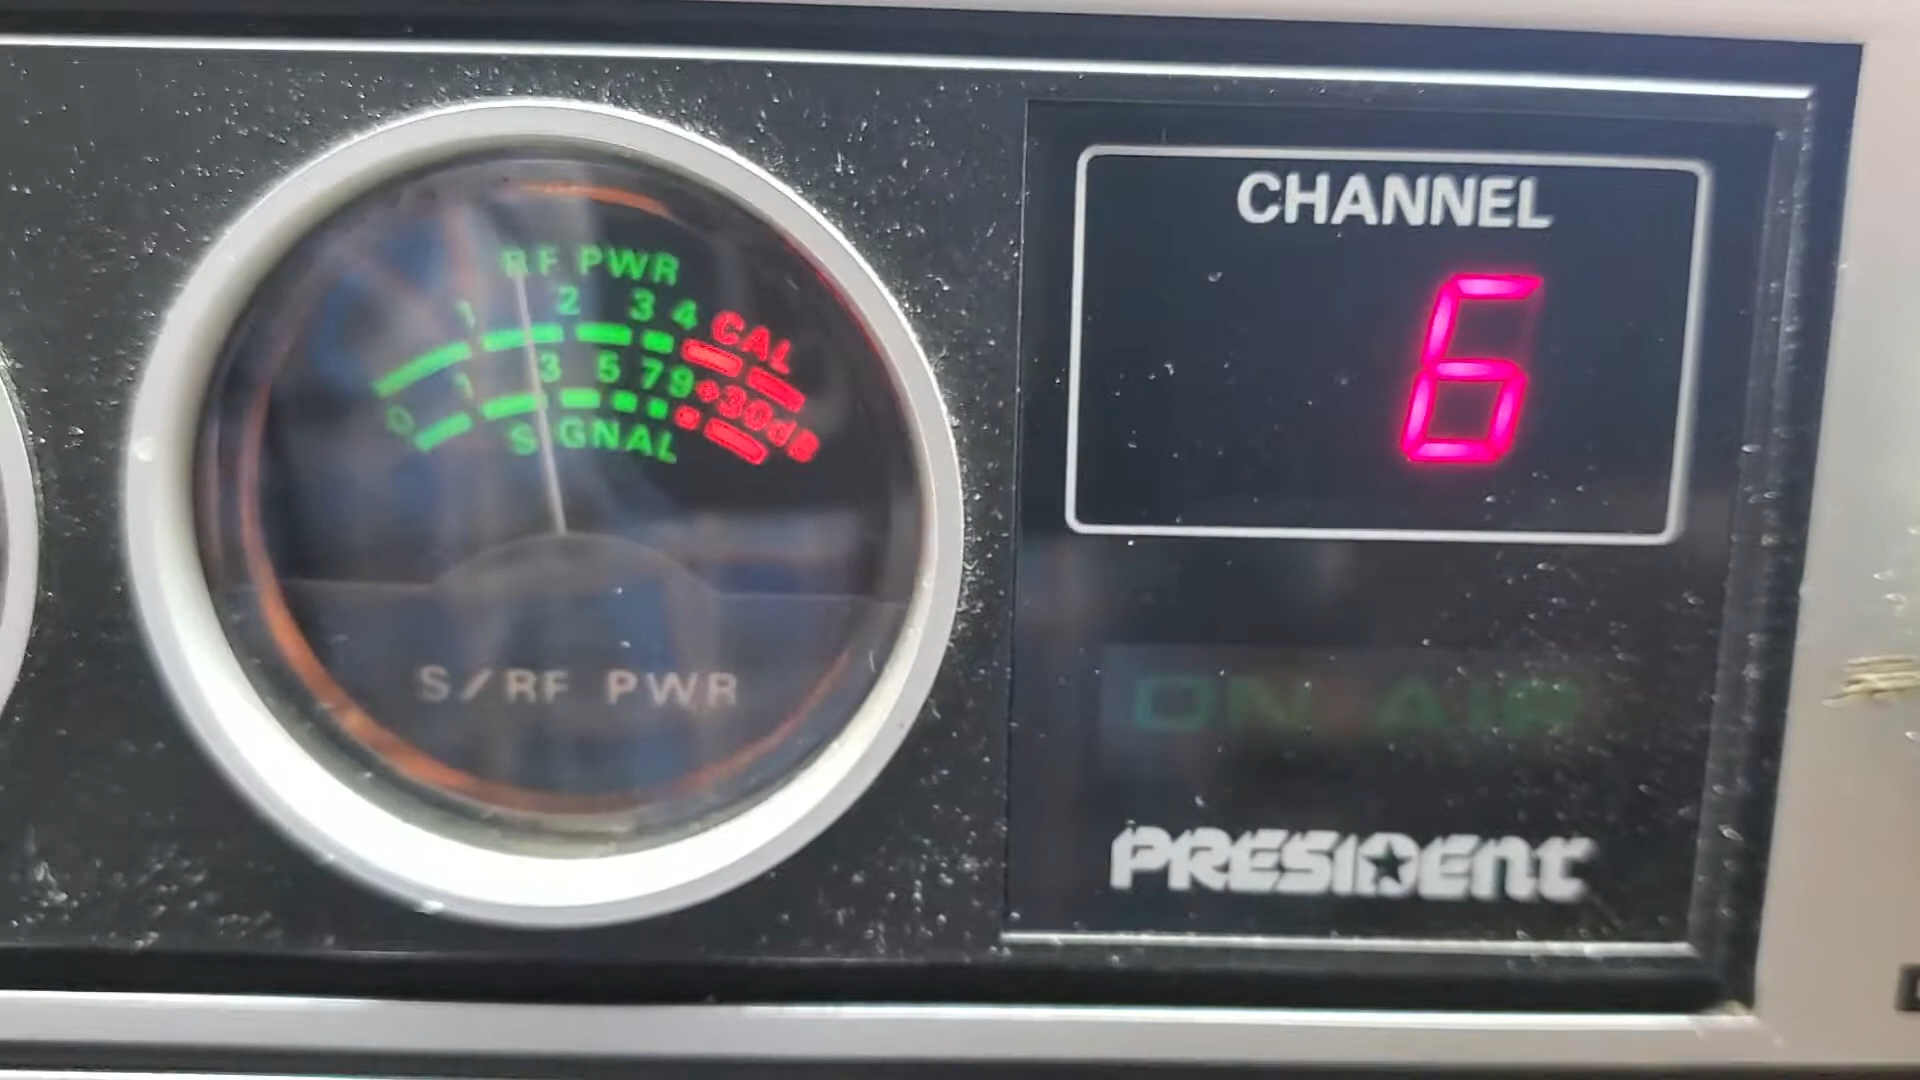 RF PWR
1 2 3 4 CAL
0 1 3 5 7 9 +30dB
SIGNAL
S/RF PWR
CHANNEL
6
ON AIR
PRESIDENT